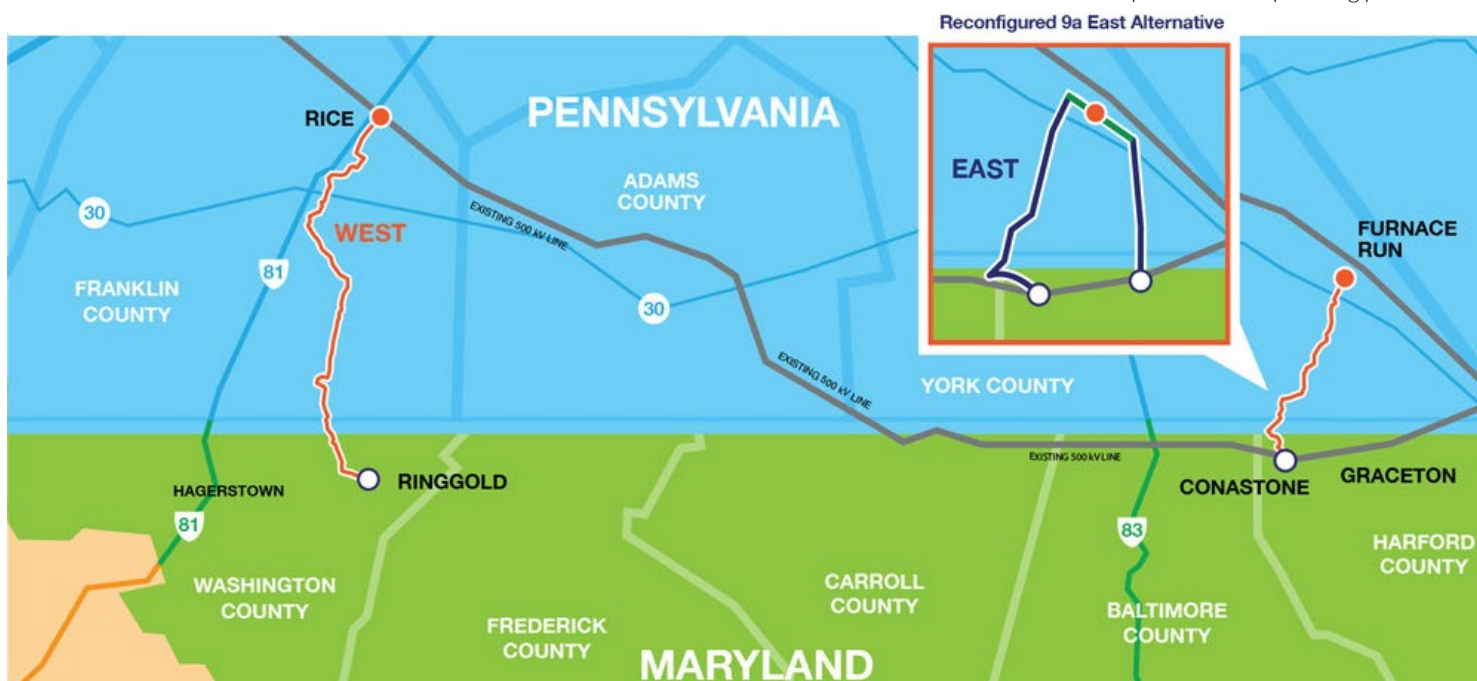 Reconfigured 9a East Alternative
RICE
PENNSYLVANIA
ADAMS
COUNTY
EAST
30
WEST
EXISTING 500 kV LINE
FURNACE
RUN
81
FRANKLIN
COUNTY
30
EXISTING 500 kV LINE
YORK COUNTY
EXISTING 500 kV LINE
RINGGOLD
HAGERSTOWN
CONASTONE
GRACETON
81
83
HARFORD
COUNTY
WASHINGTON
COUNTY
CARROLL
COUNTY
FREDERICK
COUNTY
BALTIMORE
COUNTY
MARYLAND